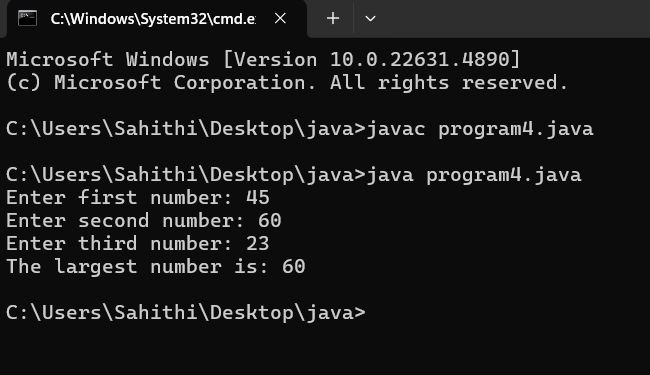 C:\Windows\System32\cmd.e
Microsoft Windows [Version 10.0.22631.4890]
(c) Microsoft Corporation. All rights reserved.
C:\Users\Sahithi\Desktop\java>javac program4.java
C:\Users\Sahithi\Desktop\java>java program4.java
Enter first number: 45
Enter second number: 60
Enter third number: 23
The largest number is: 60
C:\Users\Sahithi\Desktop\java>